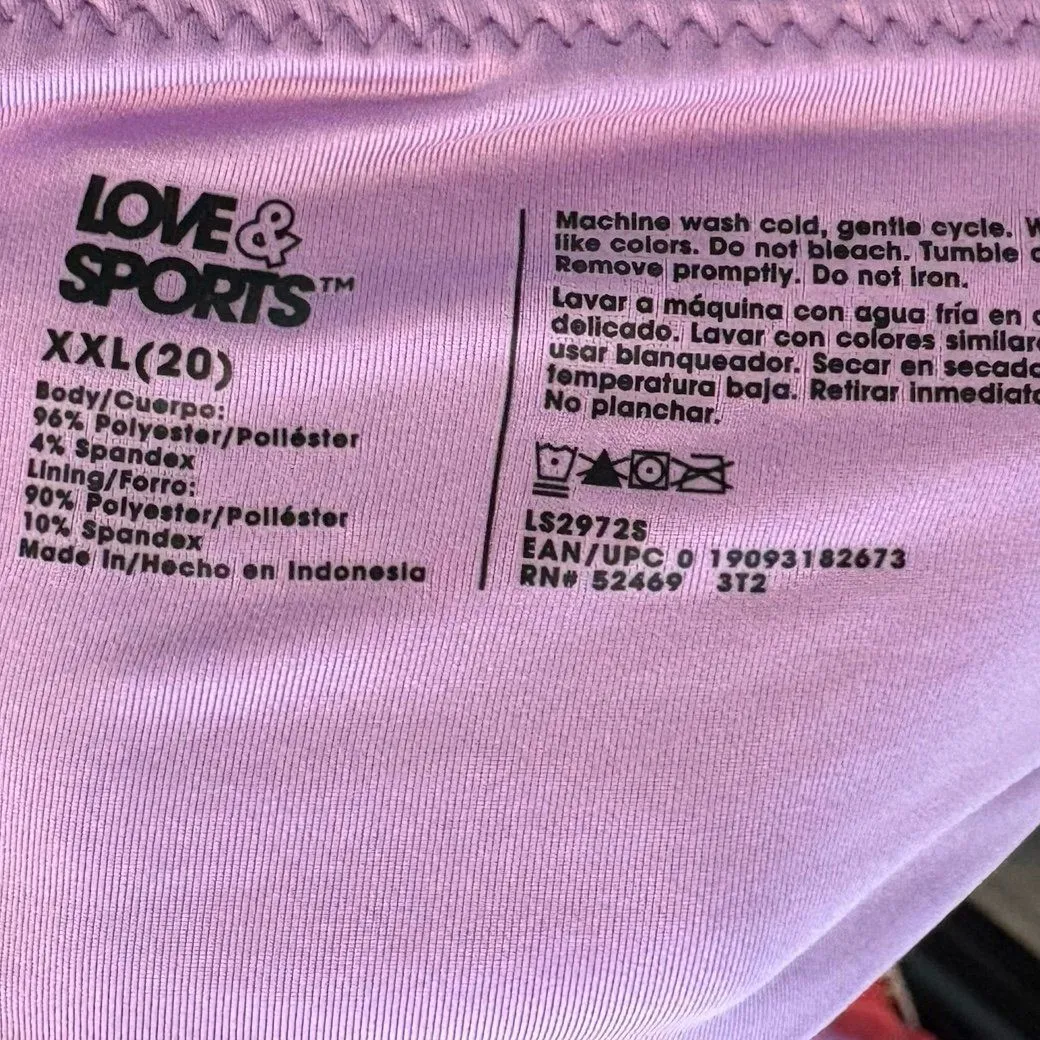 LOVE &
SPORTS™
XXL(20)
Body/Cuerpo:
96% Polyester/Poliéster
4% Spandex
Lining/Forro:
90% Polyester/Poliéster
10% Spandex
Made In/Hecho en Indonesia
Machine wash cold, gentle cycle.
like colors. Do not bleach. Tumble
Remove promptly. Do not iron.
Lavar a máquina con agua fría en
delicado. Lavar con colores
usar blanqueador. Secar en
temperatura baja. Retirar
No planchar.
LS2972S
EAN/UPC 0 19093182673
RN# 52469 3T2